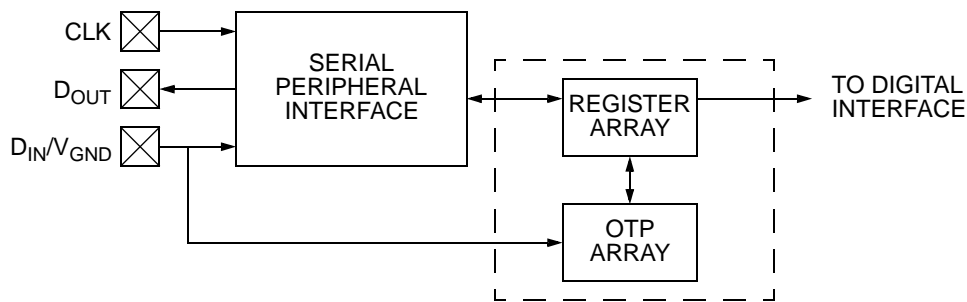 CLK
D_OUT
D_IN/V_GND
SERIAL
PERIPHERAL
INTERFACE
REGISTER
ARRAY
OTP
ARRAY
TO DIGITAL
INTERFACE